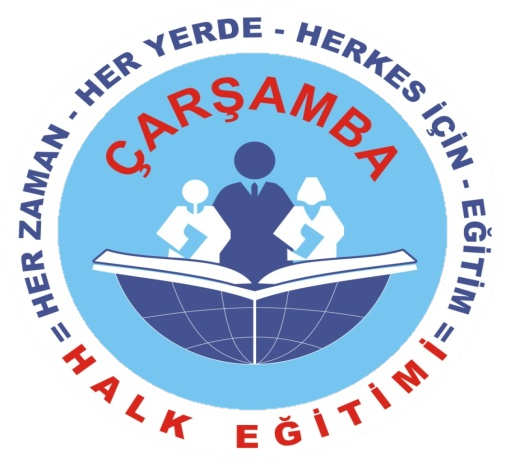 = HER ZAMAN - HER YERDE - HERKES İÇİN - EĞİTİM =
ÇARŞAMBA
HALK EĞİTİMİ